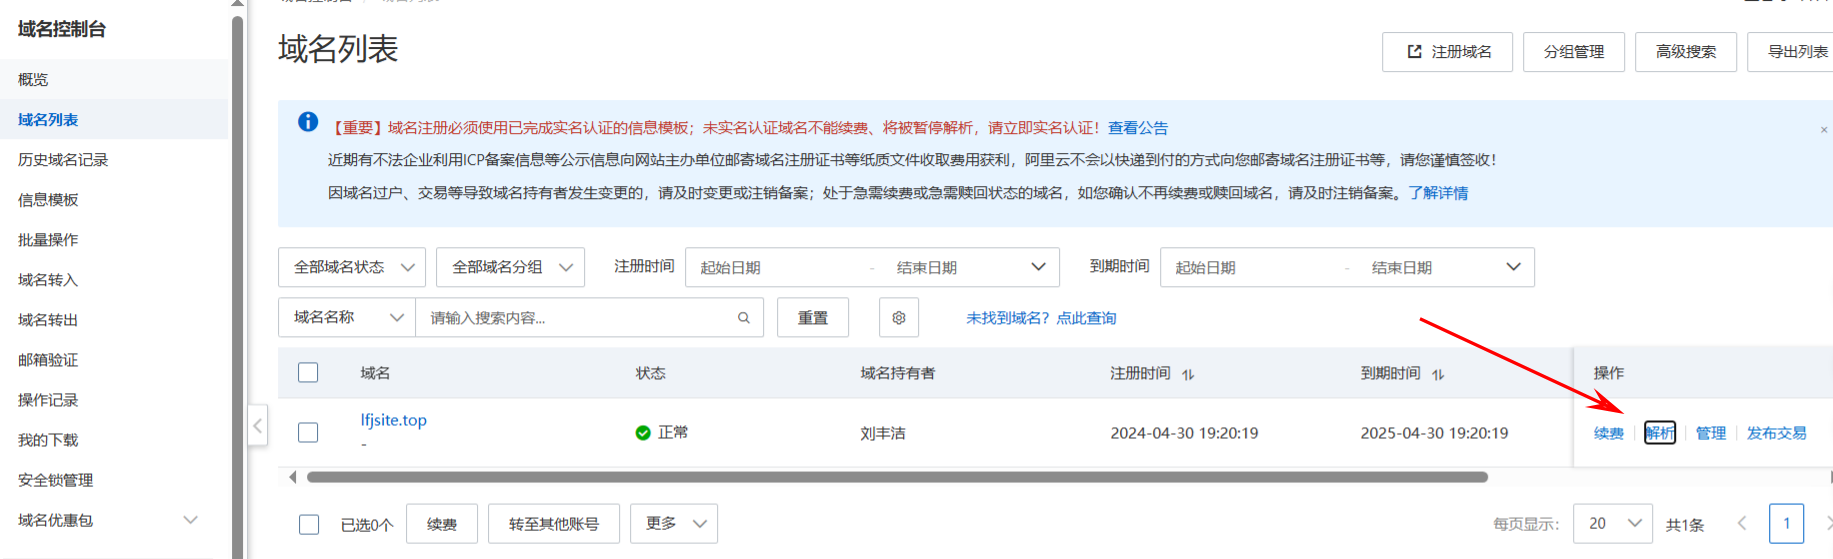 域名控制台
概览
域名列表
历史域名记录
信息模板
批量操作
域名转入
域名转出
邮箱验证
操作记录
我的下载
安全锁管理
域名优惠包
域名列表
注册域名
分组管理
高级搜索
导出列表
【重要】域名注册必须使用已完成实名认证的信息模板；未实名认证域名不能续费、将被暂停解析，请立即实名认证！查看公告
近期有不法企业利用ICP备案信息等公示信息向网站主办单位邮寄域名注册证书等纸质文件收取费用获利，阿里云不会以快递到付的方式向您邮寄域名注册证书等，请您谨慎签收！
因域名过户、交易等导致域名持有者发生变更的，请及时变更或注销备案；处于急需续费或急需赎回状态的域名，如您确认不再续费或赎回域名，请及时注销备案。了解详情
全部域名状态 全部域名分组 注册时间 起始日期 - 结束日期 到期时间 起始日期 - 结束日期
域名名称 请输入搜索内容... 重置 未找到域名？点此查询
域名 状态 域名持有者 注册时间 到期时间 操作
lfjsite.top 正常 刘丰洁 2024-04-30 19:20:19 2025-04-30 19:20:19 续费 解析 管理 发布交易
-
已选0个 续费 转至其他账号 更多 每页显示： 20 共1条 1